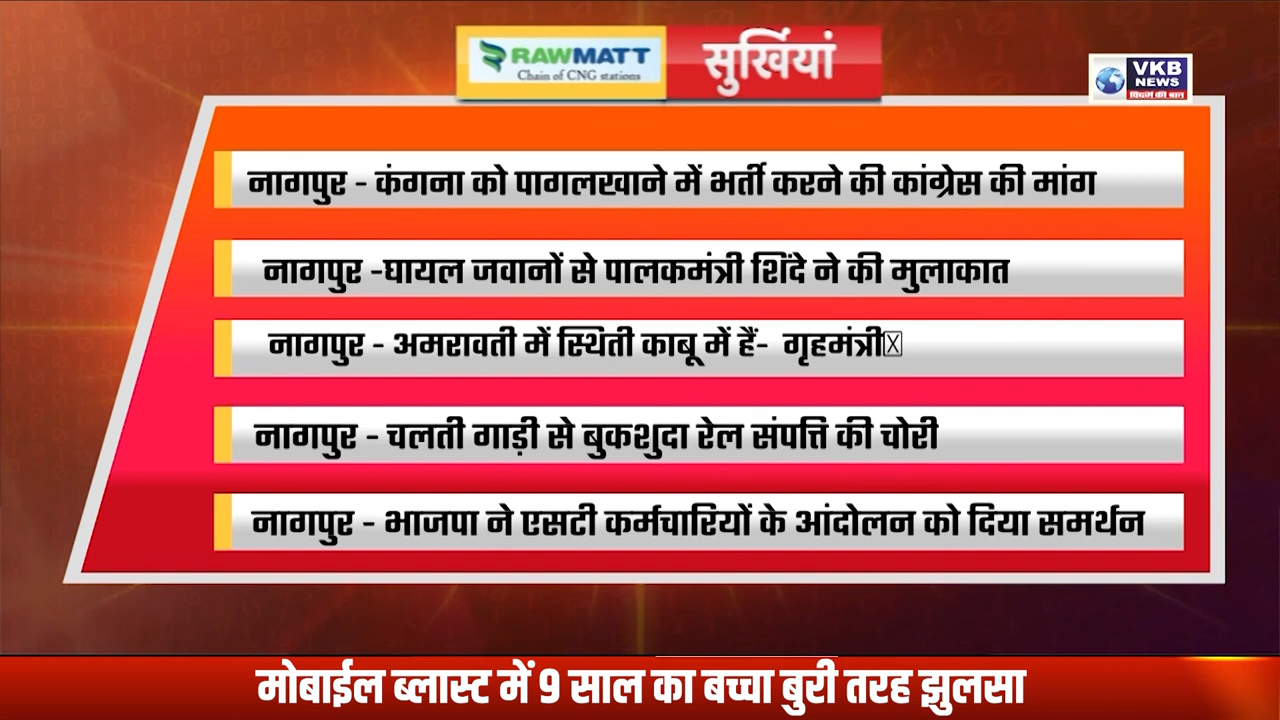 RAWMATT सुर्खियां
Chain of CNG stations
VKB
NEWS
विदर्भ की बात
नागपुर - कंगना को पागलखाने में भर्ती करने की कांग्रेस की मांग
नागपुर -घायल जवानों से पालकमंत्री शिंदे ने की मुलाकात
नागपुर - अमरावती में स्थिती काबू में हैं- गृहमंत्री
नागपुर - चलती गाड़ी से बुकशुदा रेल संपत्ति की चोरी
नागपुर - भाजपा ने एसटी कर्मचारियों के आंदोलन को दिया समर्थन
मोबाईल ब्लास्ट में 9 साल का बच्चा बुरी तरह झुलसा